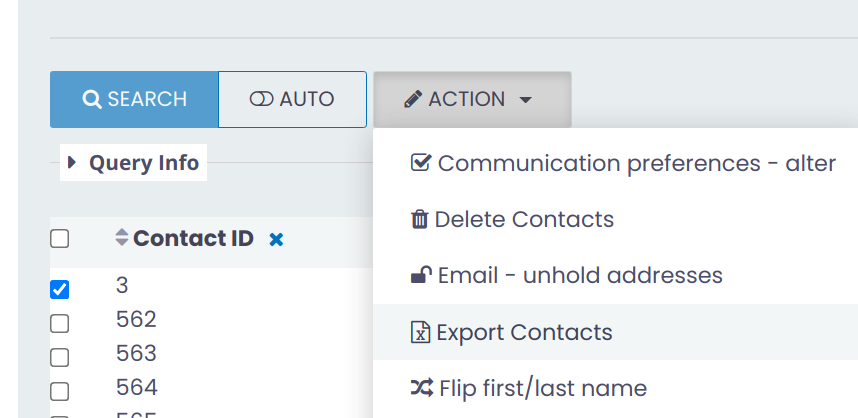 SEARCH AUTO ACTION
Query Info
Communication preferences - alter
Delete Contacts
Email - unhold addresses
Export Contacts
Flip first/last name
Contact ID
3
562
563
564
565